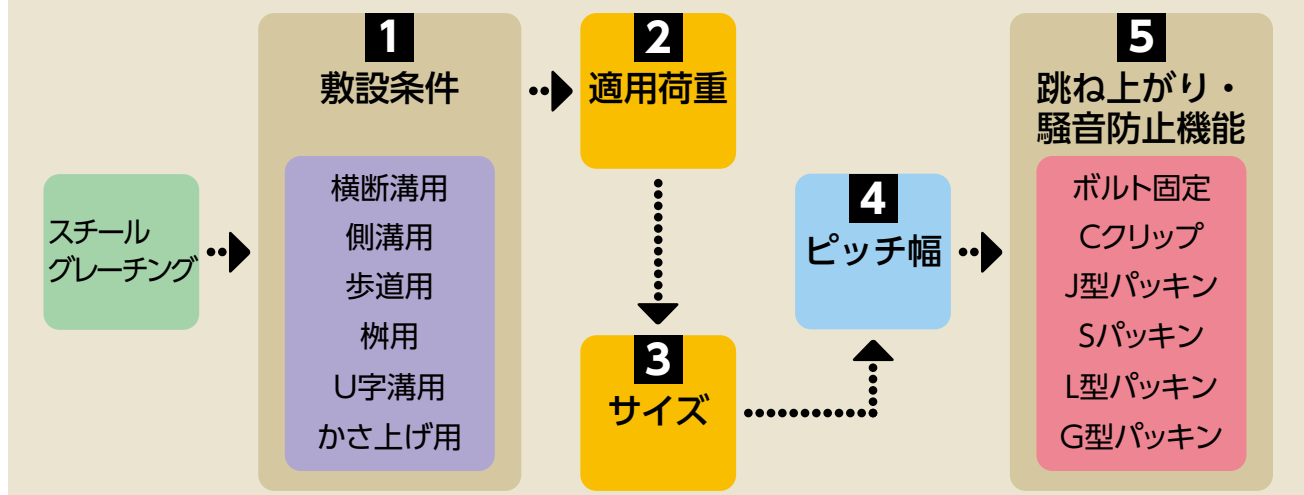 スチール
グレーチング
1
敷設条件
横断溝用
側溝用
歩道用
桝用
U字溝用
かさ上げ用
2
適用荷重
3
サイズ
4
ピッチ幅
5
跳ね上がり・
騒音防止機能
ボルト固定
Cクリップ
J型パッキン
Sパッキン
L型パッキン
G型パッキン